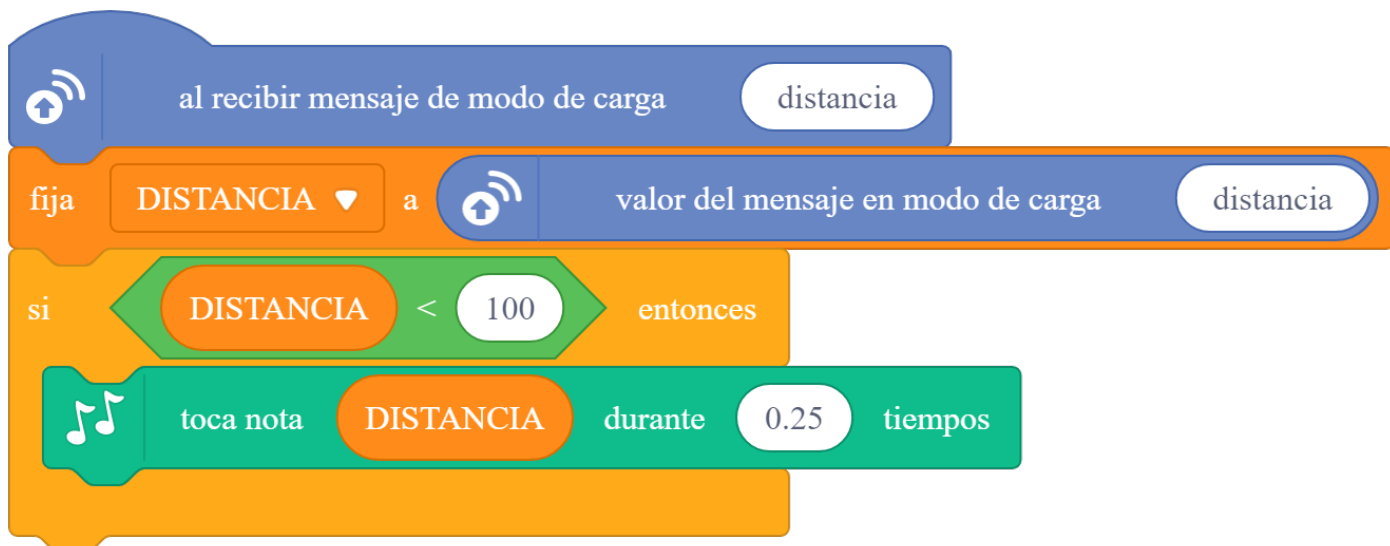 al recibir mensaje de modo de carga distancia
fija DISTANCIA a valor del mensaje en modo de carga distancia
si DISTANCIA < 100 entonces
toca nota DISTANCIA durante 0.25 tiempos